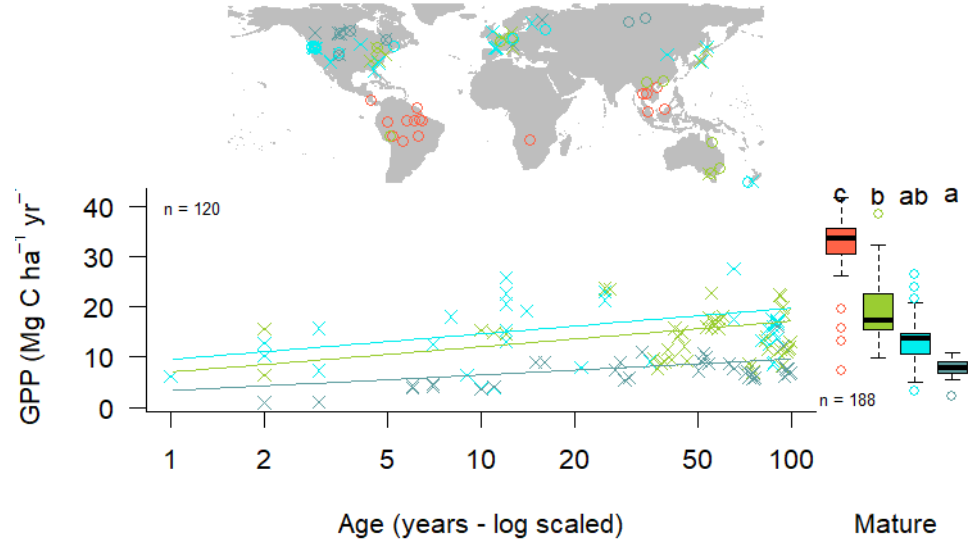 c b ab a
40
n = 120
30
20
10
0
n = 188
GPP (Mg C ha⁻¹ yr⁻
1 2 5 10 20 50 100
Age (years - log scaled)
Mature